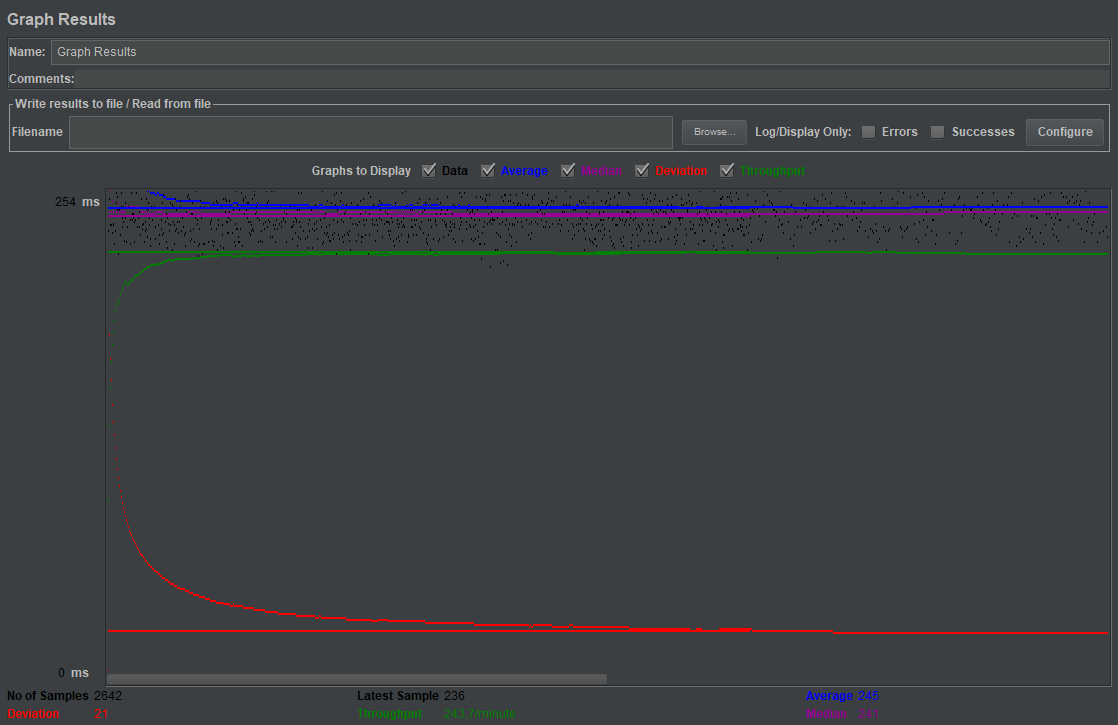 Graph Results
Name: Graph Results
Comments:
Write results to file / Read from file
Filename Browse... Log/Display Only: Errors Successes Configure
Graphs to Display Data Average Median Deviation Throughput
254 ms
0 ms
No of Samples 2642 Latest Sample 236 Average 245
Deviation 21 Throughput 243.7/minute Median 241